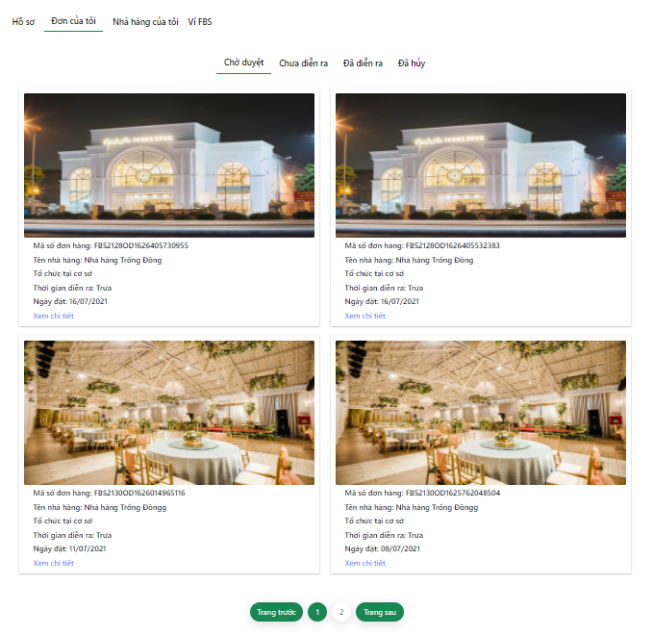 Hồ sơ Đơn của tôi Nhà hàng của tôi Ví FBS
Chờ duyệt Chưa diễn ra Đã diễn ra Đã hủy
Mã số đơn hàng: FBS2128OD1626405730955
Tên nhà hàng: Nhà hàng Trống Đồng
Tổ chức tại cơ sở
Thời gian diễn ra: Trưa
Ngày đặt: 16/07/2021
Xem chi tiết
Mã số đơn hàng: FBS2128OD1626405532383
Tên nhà hàng: Nhà hàng Trống Đồng
Tổ chức tại cơ sở
Thời gian diễn ra: Trưa
Ngày đặt: 16/07/2021
Xem chi tiết
Mã số đơn hàng: FBS2130OD1626014965116
Tên nhà hàng: Nhà hàng Trống Đôngg
Tổ chức tại cơ sở
Thời gian diễn ra: Trưa
Ngày đặt: 11/07/2021
Xem chi tiết
Mã số đơn hàng: FBS2130OD1625762048504
Tên nhà hàng: Nhà hàng Trống Đôngg
Tổ chức tại cơ sở
Thời gian diễn ra: Trưa
Ngày đặt: 08/07/2021
Xem chi tiết
Trang trước 1 2 Trang sau